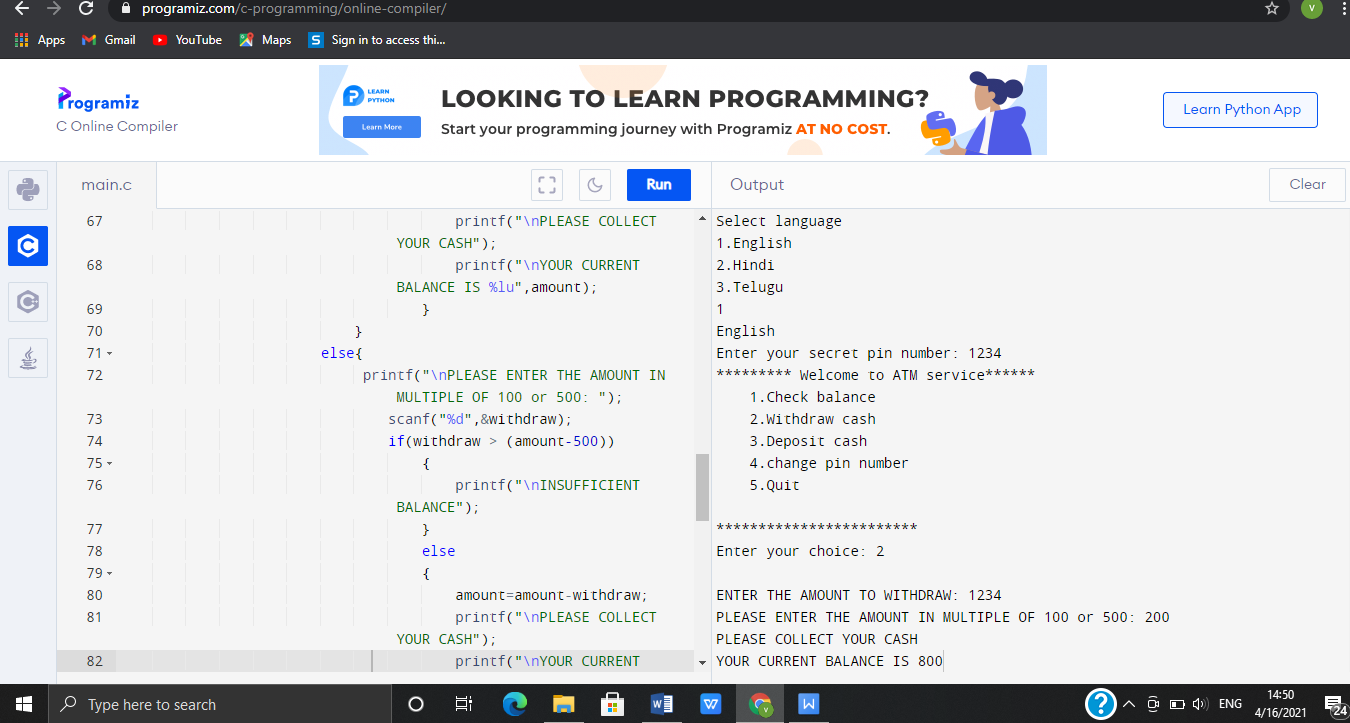 programiz.com/c-programming/online-compiler/
V
Apps
Gmail
YouTube
Maps
S
Sign in to access thi...
Programiz
C Online Compiler
LEARN
PYTHON
Learn More
LOOKING TO LEARN PROGRAMMING?
Start your programming journey with Programiz AT NO COST.
Learn Python App
main.c
Run
Output
Clear
67 printf("\nPLEASE COLLECT
YOUR CASH");
68 printf("\nYOUR CURRENT
BALANCE IS %lu",amount);
69 }
70 }
71 else{
72 printf("\nPLEASE ENTER THE AMOUNT IN
MULTIPLE OF 100 or 500: ");
73 scanf("%d",&withdraw);
74 if(withdraw > (amount-500))
75 {
76 printf("\nINSUFFICIENT
BALANCE");
77 }
78 else
79 {
80 amount=amount-withdraw;
81 printf("\nPLEASE COLLECT
YOUR CASH");
82 printf("\nYOUR CURRENT
Select language
1.English
2.Hindi
3.Telugu
1
English
Enter your secret pin number: 1234
********* Welcome to ATM service******
1.Check balance
2.Withdraw cash
3.Deposit cash
4.change pin number
5.Quit
************************
Enter your choice: 2
ENTER THE AMOUNT TO WITHDRAW: 1234
PLEASE ENTER THE AMOUNT IN MULTIPLE OF 100 or 500: 200
PLEASE COLLECT YOUR CASH
YOUR CURRENT BALANCE IS 800
Type here to search
ENG
14:50
4/16/2021
24